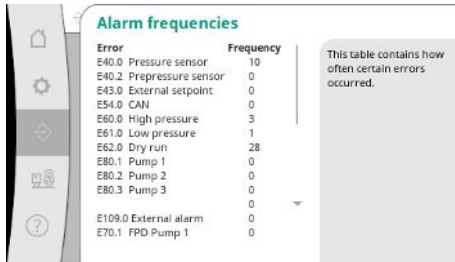 Alarm frequencies
Error Frequency
E40.0 Pressure sensor 10
E40.2 Prepressure sensor 0
E43.0 External setpoint 0
E54.0 CAN 0
E60.0 High pressure 3
E61.0 Low pressure 1
E62.0 Dry run 28
E80.1 Pump 1 0
E80.2 Pump 2 0
E80.3 Pump 3 0
0
E109.0 External alarm 0
E70.1 FPD Pump 1 0
This table contains how
often certain errors
occurred.
?